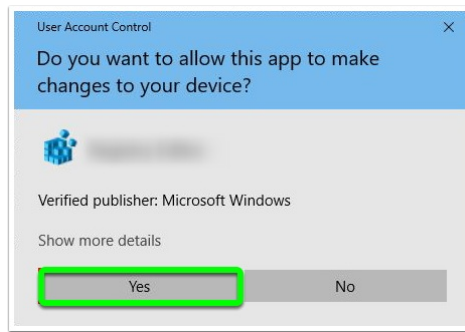 User Account Control
Do you want to allow this app to make
changes to your device?
Verified publisher: Microsoft Windows
Show more details
Yes
No